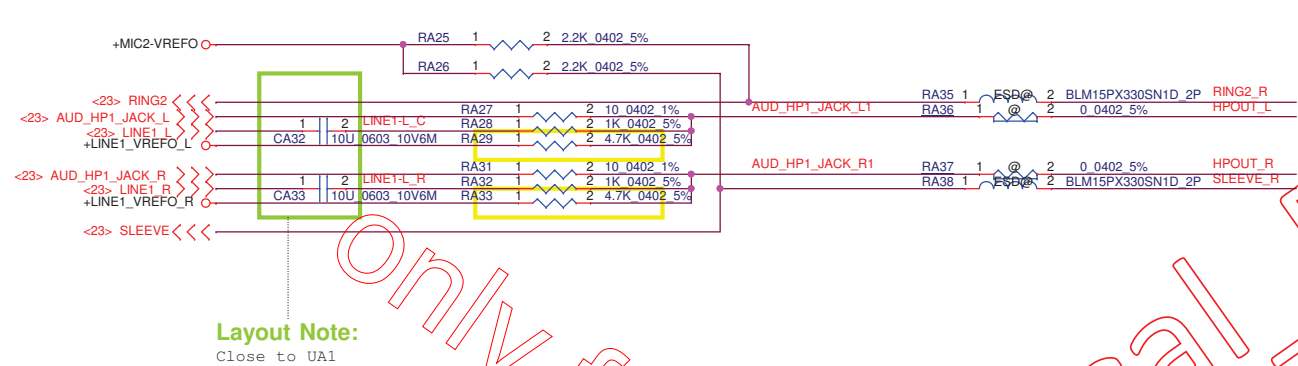 +MIC2-VREFO RA25 1 2 2.2K_0402_5%
RA26 1 2 2.2K_0402_5%
<23> RING2 RA35 1 ESD@ 2 BLM15PX330SN1D_2P RING2_R
<23> AUD_HP1_JACK_L RA27 1 2 10_0402_1% AUD_HP1_JACK_L1 RA36 1 @ 2 0_0402_5% HPOUT_L
<23> LINE1_L 1 2 LINE1-L_C RA28 1 2 1K_0402_5%
+LINE1_VREFO_L CA32 10U_0603_10V6M RA29 1 2 4.7K_0402_5%
<23> AUD_HP1_JACK_R RA31 1 2 10_0402_1% AUD_HP1_JACK_R1 RA37 1 @ 2 0_0402_5% HPOUT_R
<23> LINE1_R 1 2 LINE1-L_R RA32 1 2 1K_0402_5% RA38 1 ESD@ 2 BLM15PX330SN1D_2P SLEEVE_R
+LINE1_VREFO_R CA33 10U_0603_10V6M RA33 1 2 4.7K_0402_5%
<23> SLEEVE
only
Layout Note:
Close to UA1